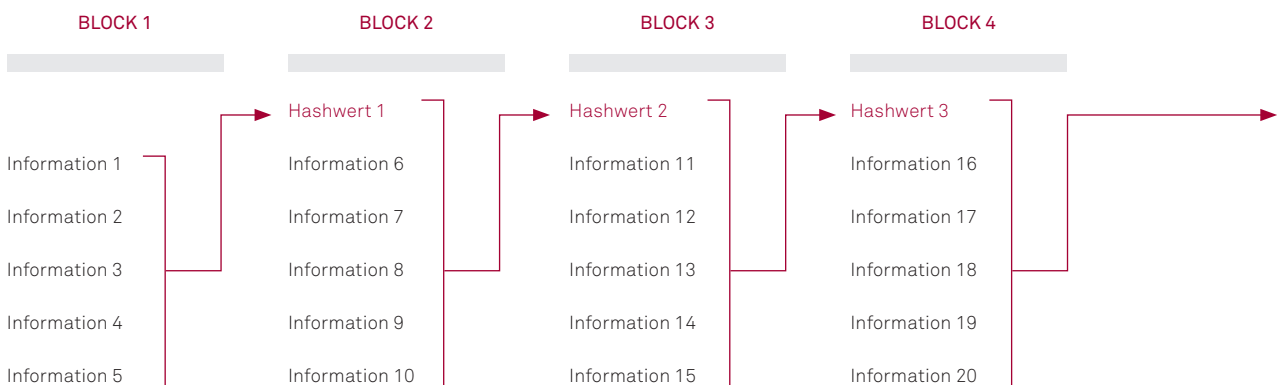 BLOCK 1
BLOCK 2
BLOCK 3
BLOCK 4
Hashwert 1
Hashwert 2
Hashwert 3
Information 1
Information 6
Information 11
Information 16
Information 2
Information 7
Information 12
Information 17
Information 3
Information 8
Information 13
Information 18
Information 4
Information 9
Information 14
Information 19
Information 5
Information 10
Information 15
Information 20